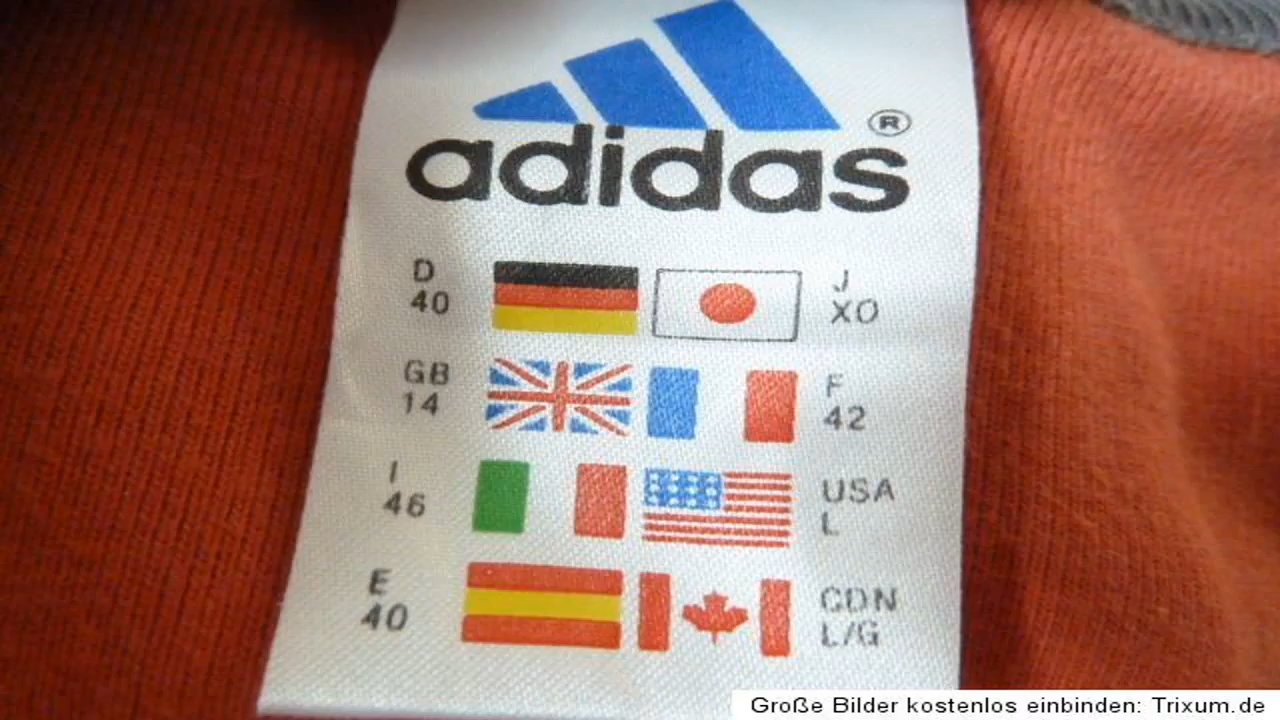 adidas®
D
40
J
XO
GB
14
F
42
I
46
USA
L
E
40
CDN
L/G
Große Bilder kostenlos einbinden: Trixum.de